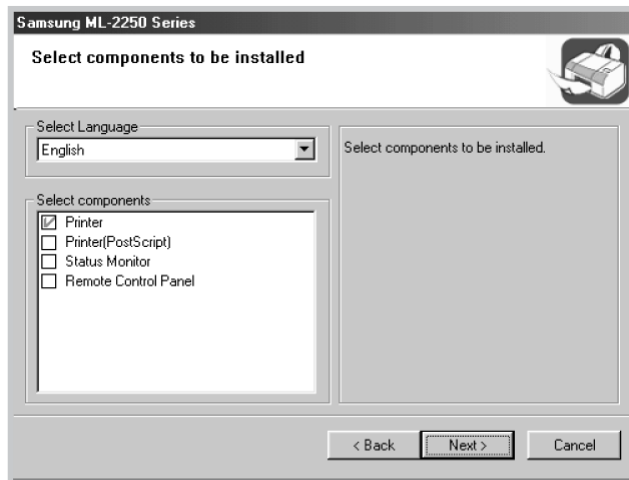 Samsung ML-2250 Series
Select components to be installed
Select Language
English
Select components to be installed.
Select components
Printer
Printer(PostScript)
Status Monitor
Remote Control Panel
< Back
Next >
Cancel